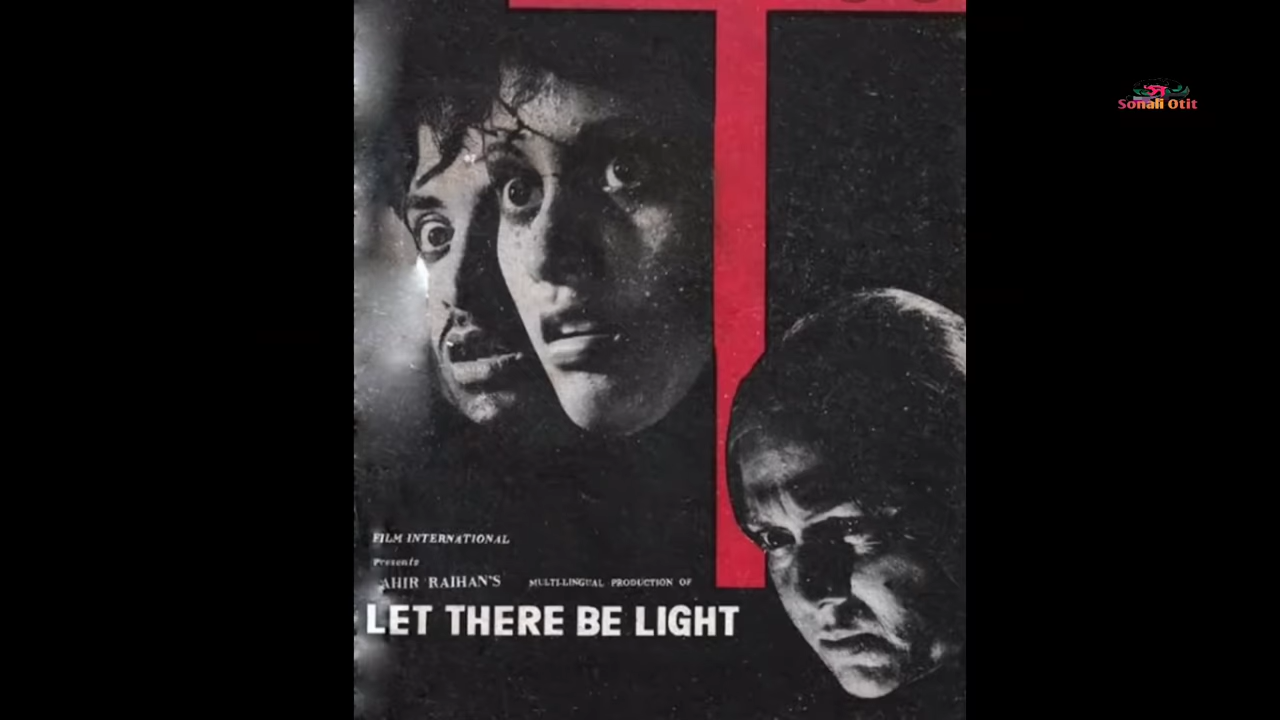 Sonali Otit
FILM INTERNATIONAL
Presents
AHIR RAIHAN'S MULTI-LINGUAL PRODUCTION OF
LET THERE BE LIGHT